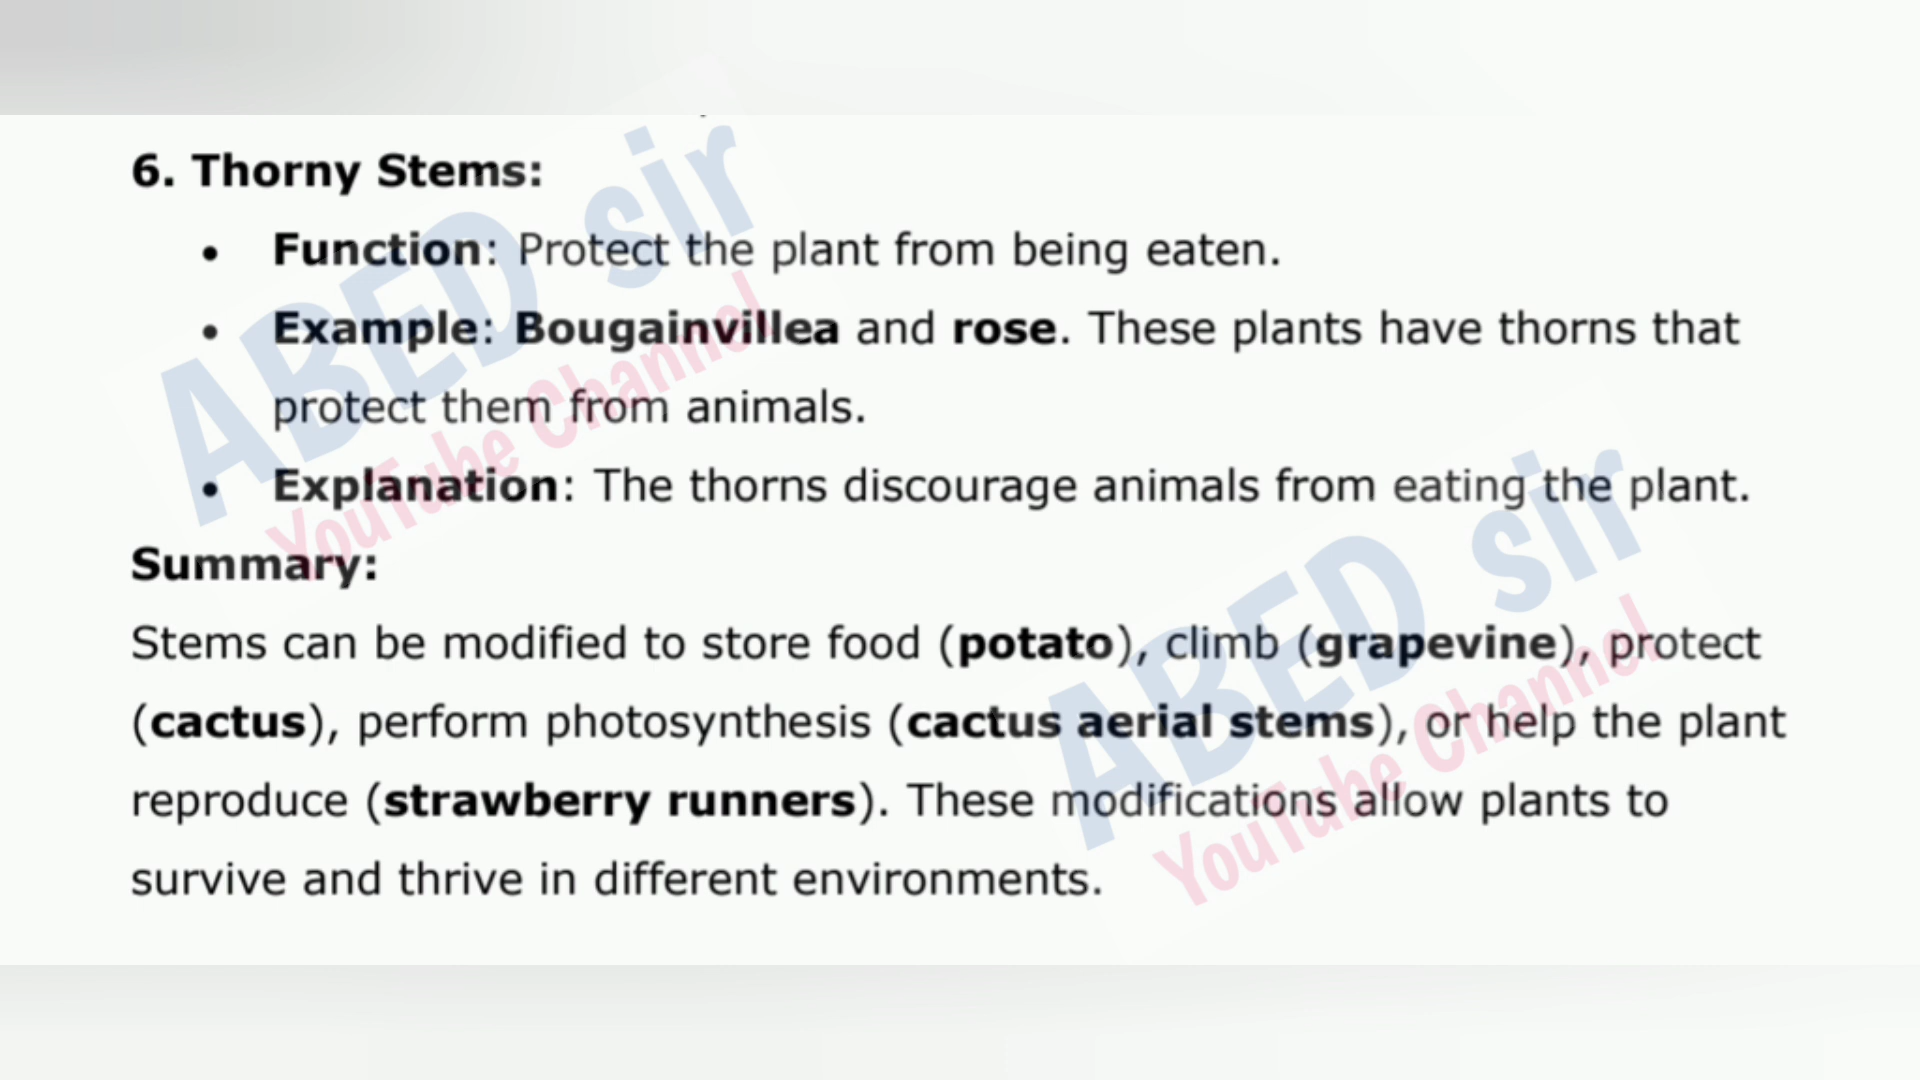 6. Thorny Stems:
• Function: Protect the plant from being eaten.
• Example: Bougainvillea and rose. These plants have thorns that
protect them from animals.
• Explanation: The thorns discourage animals from eating the plant.
Summary:
Stems can be modified to store food (potato), climb (grapevine), protect
(cactus), perform photosynthesis (cactus aerial stems), or help the plant
reproduce (strawberry runners). These modifications allow plants to
survive and thrive in different environments.
ABED sir
YouTube Channel
ABED sir
YouTube Channel